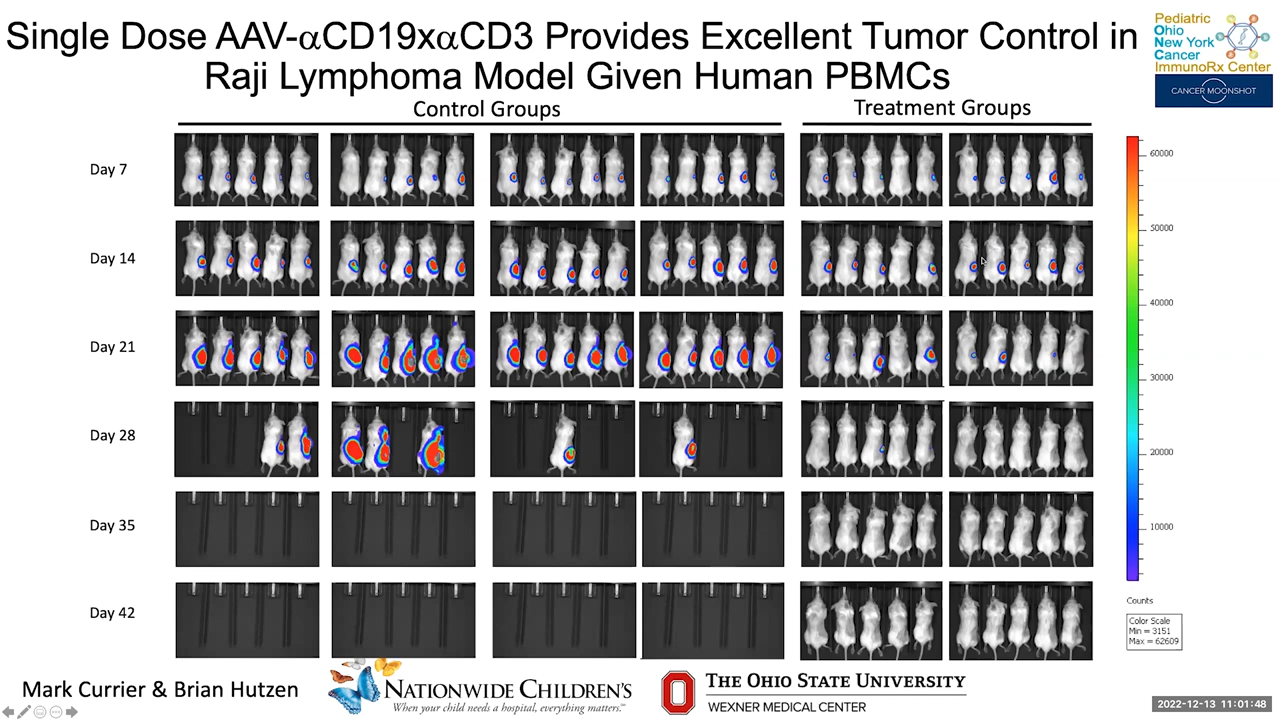 Single Dose AAV-αCD19xαCD3 Provides Excellent Tumor Control in
Raji Lymphoma Model Given Human PBMCs
Pediatric
Ohio
New York
Cancer
ImmunoRx Center
CANCER MOONSHOT
Control Groups
Treatment Groups
Day 7
Day 14
Day 21
Day 28
Day 35
Day 42
60000
50000
40000
30000
20000
10000
Counts
Color Scale
Min = 3151
Max = 62609
Mark Currier & Brian Hutzen
NATIONWIDE CHILDREN'S
When your child needs a hospital, everything matters.℠
THE OHIO STATE UNIVERSITY
WEXNER MEDICAL CENTER
2022-12-13 11:01:48